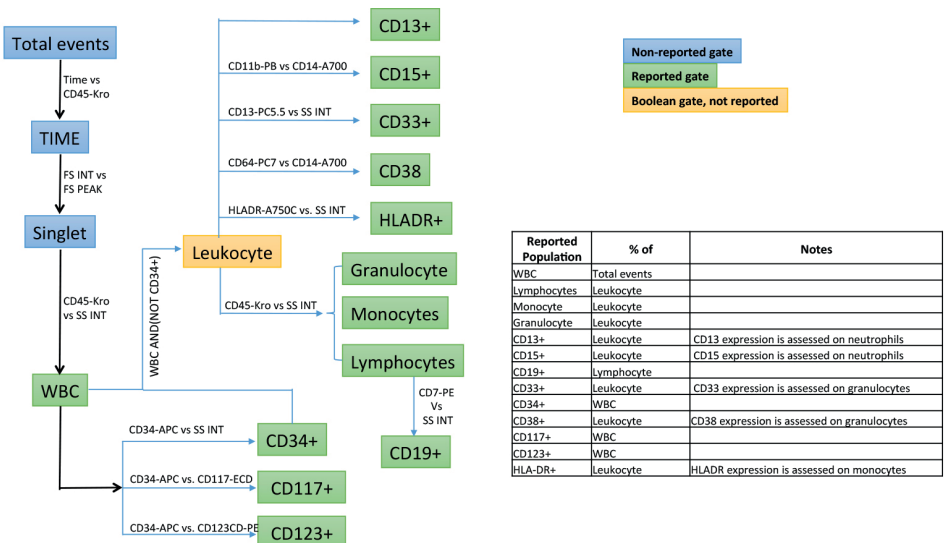 Total events
Time vs
CD45-Kro
TIME
FS INT vs
FS PEAK
Singlet
CD45-Kro
vs SS INT
WBC
WBC AND(NOT CD34+)
Leukocyte
CD13+
CD11b-PB vs CD14-A700
CD15+
CD13-PC5.5 vs SS INT
CD33+
CD64-PC7 vs CD14-A700
CD38
HLADR-A750C vs. SS INT
HLADR+
CD45-Kro vs SS INT
Granulocyte
Monocytes
Lymphocytes
CD7-PE
Vs
SS INT
CD19+
CD34-APC vs SS INT
CD34+
CD34-APC vs. CD117-ECD
CD117+
CD34-APC vs. CD123CD-PE
CD123+
Non-reported gate
Reported gate
Boolean gate, not reported
Reported Population % of Notes
WBC Total events
Lymphocytes Leukocyte
Monocyte Leukocyte
Granulocyte Leukocyte
CD13+ Leukocyte CD13 expression is assessed on neutrophils
CD15+ Leukocyte CD15 expression is assessed on neutrophils
CD19+ Lymphocyte
CD33+ Leukocyte CD33 expression is assessed on granulocytes
CD34+ WBC
CD38+ Leukocyte CD38 expression is assessed on granulocytes
CD117+ WBC
CD123+ WBC
HLA-DR+ Leukocyte HLADR expression is assessed on monocytes